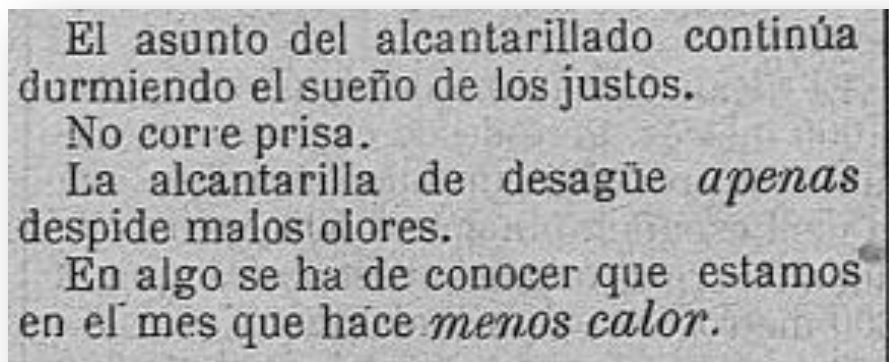 El asunto del alcantarillado continúa
durmiendo el sueño de los justos.
No corre prisa.
La alcantarilla de desagüe apenas
despide malos olores.
En algo se ha de conocer que estamos
en el mes que hace menos calor.